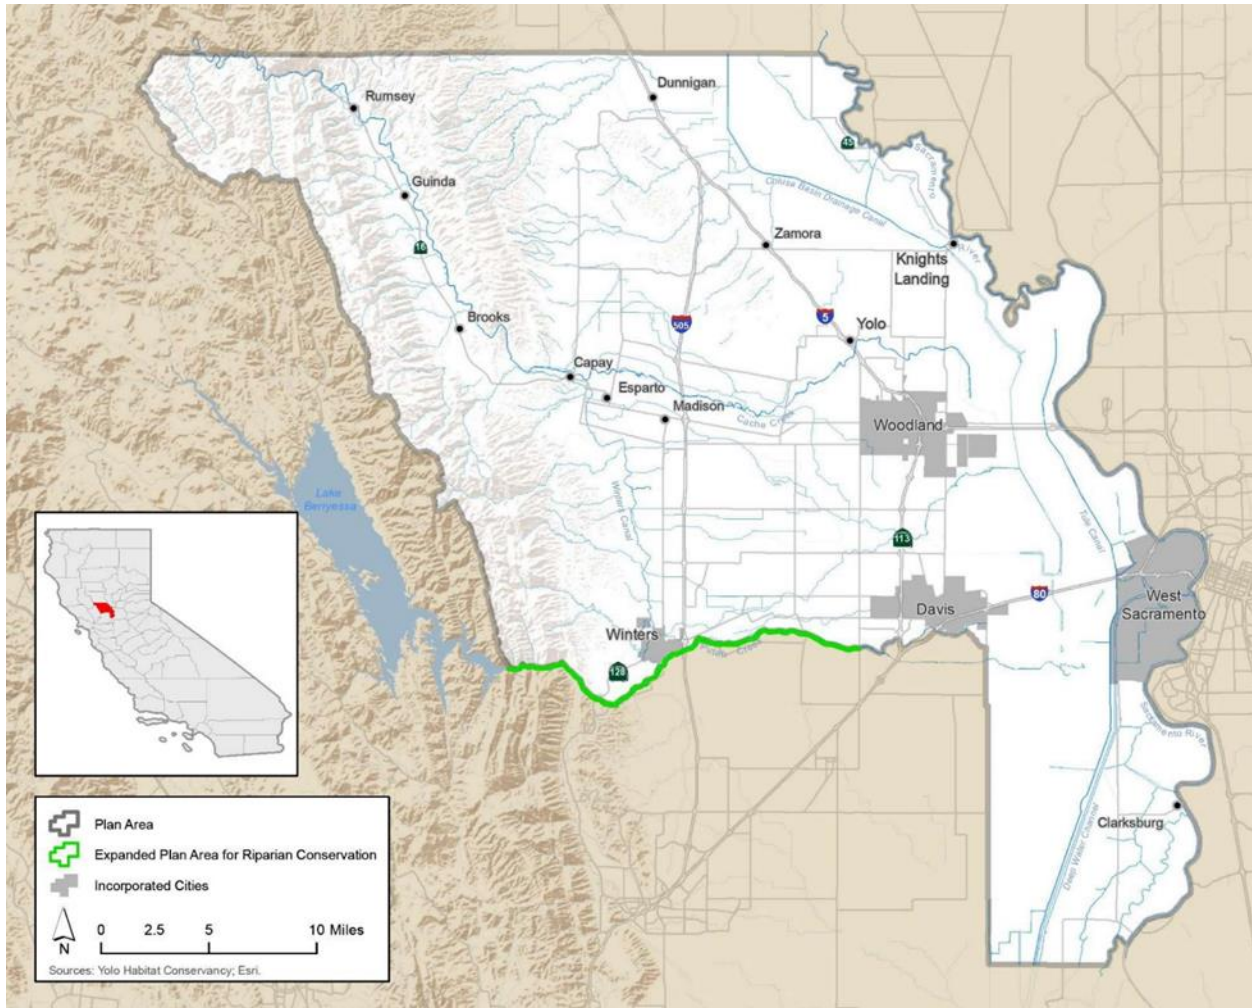 Dunnigan
Rumsey
45
Sacramento
Guinda
Colusa Basin Drainage Canal
Zamora
River
16
Knights
Landing
505
5
Brooks
Yolo
Capay
Esparto
Madison
Cache Creek
Woodland
Lake
Berryessa
Winters Canal
Tule Canal
113
80
West
Sacramento
Davis
Winters
Putah Creek
128
Sacramento River
Clarksburg
Deep Water Channel
Plan Area
Expanded Plan Area for Riparian Conservation
Incorporated Cities
N
0 2.5 5 10 Miles
Sources: Yolo Habitat Conservancy; Esri.